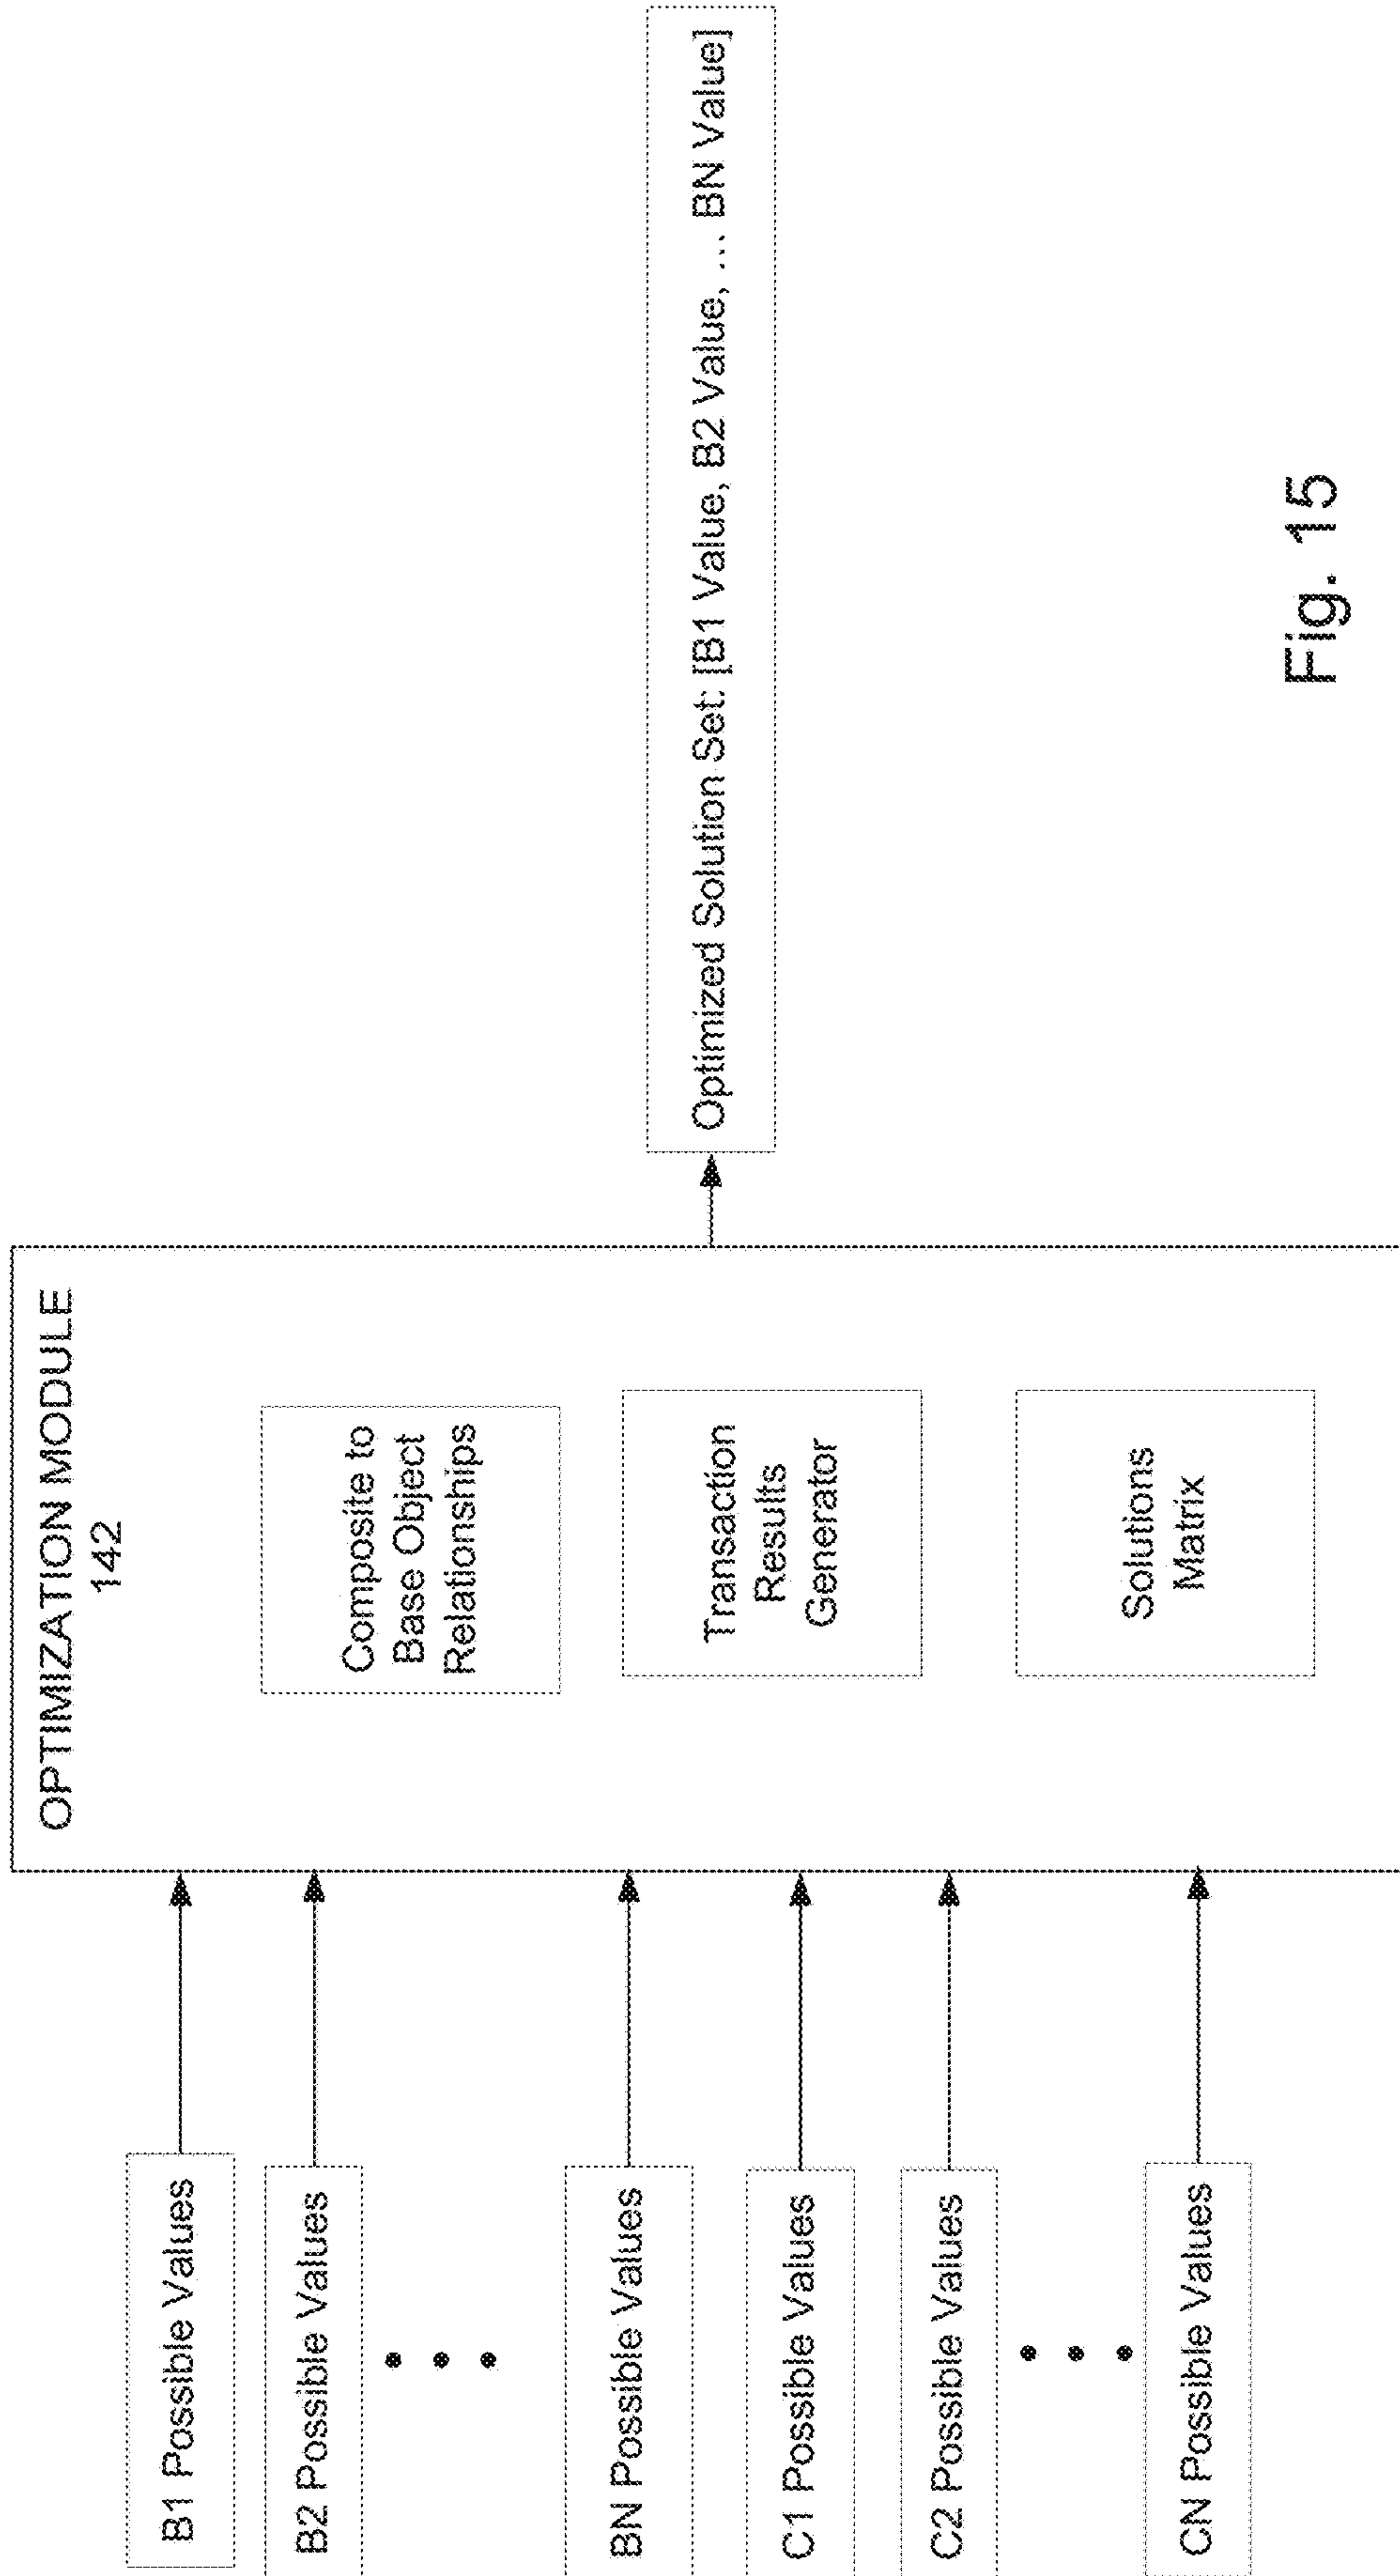 B1 Possible Values
B2 Possible Values
BN Possible Values
C1 Possible Values
C2 Possible Values
CN Possible Values
OPTIMIZATION MODULE
142
Composite to
Base Object
Relationships
Transaction
Results
Generator
Solutions
Matrix
Optimized Solution Set: [B1 Value, B2 Value, … BN Value]
Fig. 15